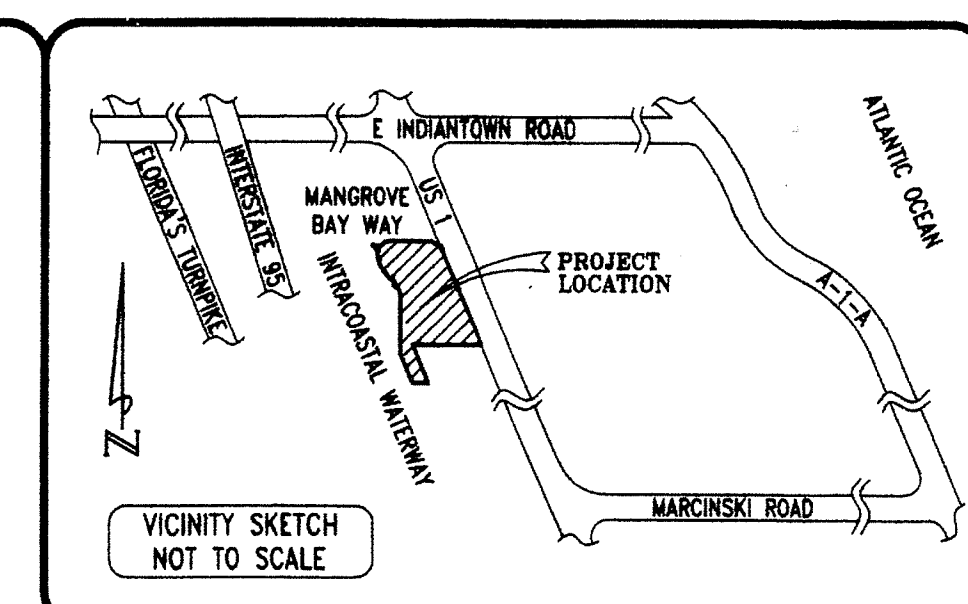 E INDIANTOWN ROAD
ATLANTIC OCEAN
FLORIDA'S TURNPIKE
INTERSTATE 95
US 1
MANGROVE
BAY WAY
INTRACOASTAL WATERWAY
PROJECT
LOCATION
A-1-A
N
MARCINSKI ROAD
VICINITY SKETCH
NOT TO SCALE